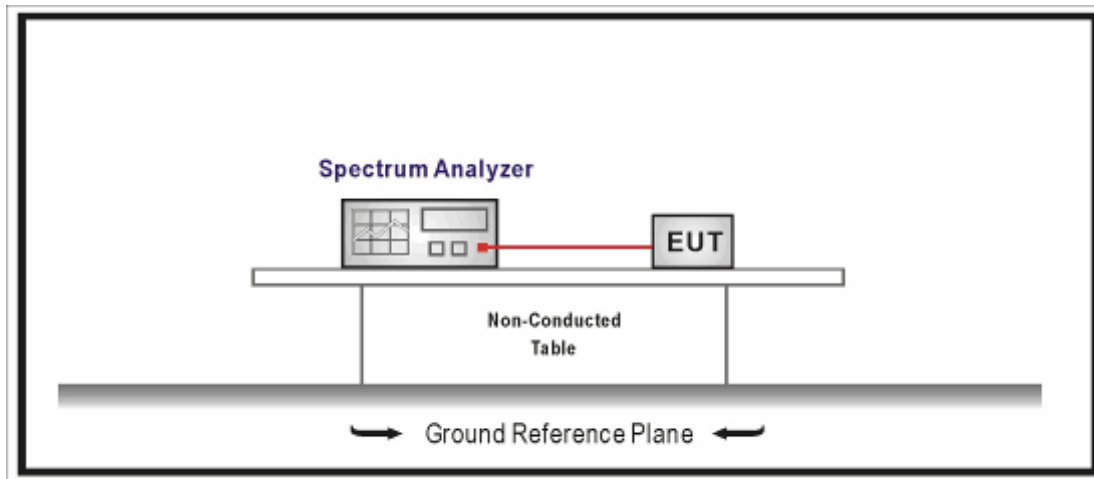 Spectrum Analyzer
EUT
Non-Conducted
Table
Ground Reference Plane